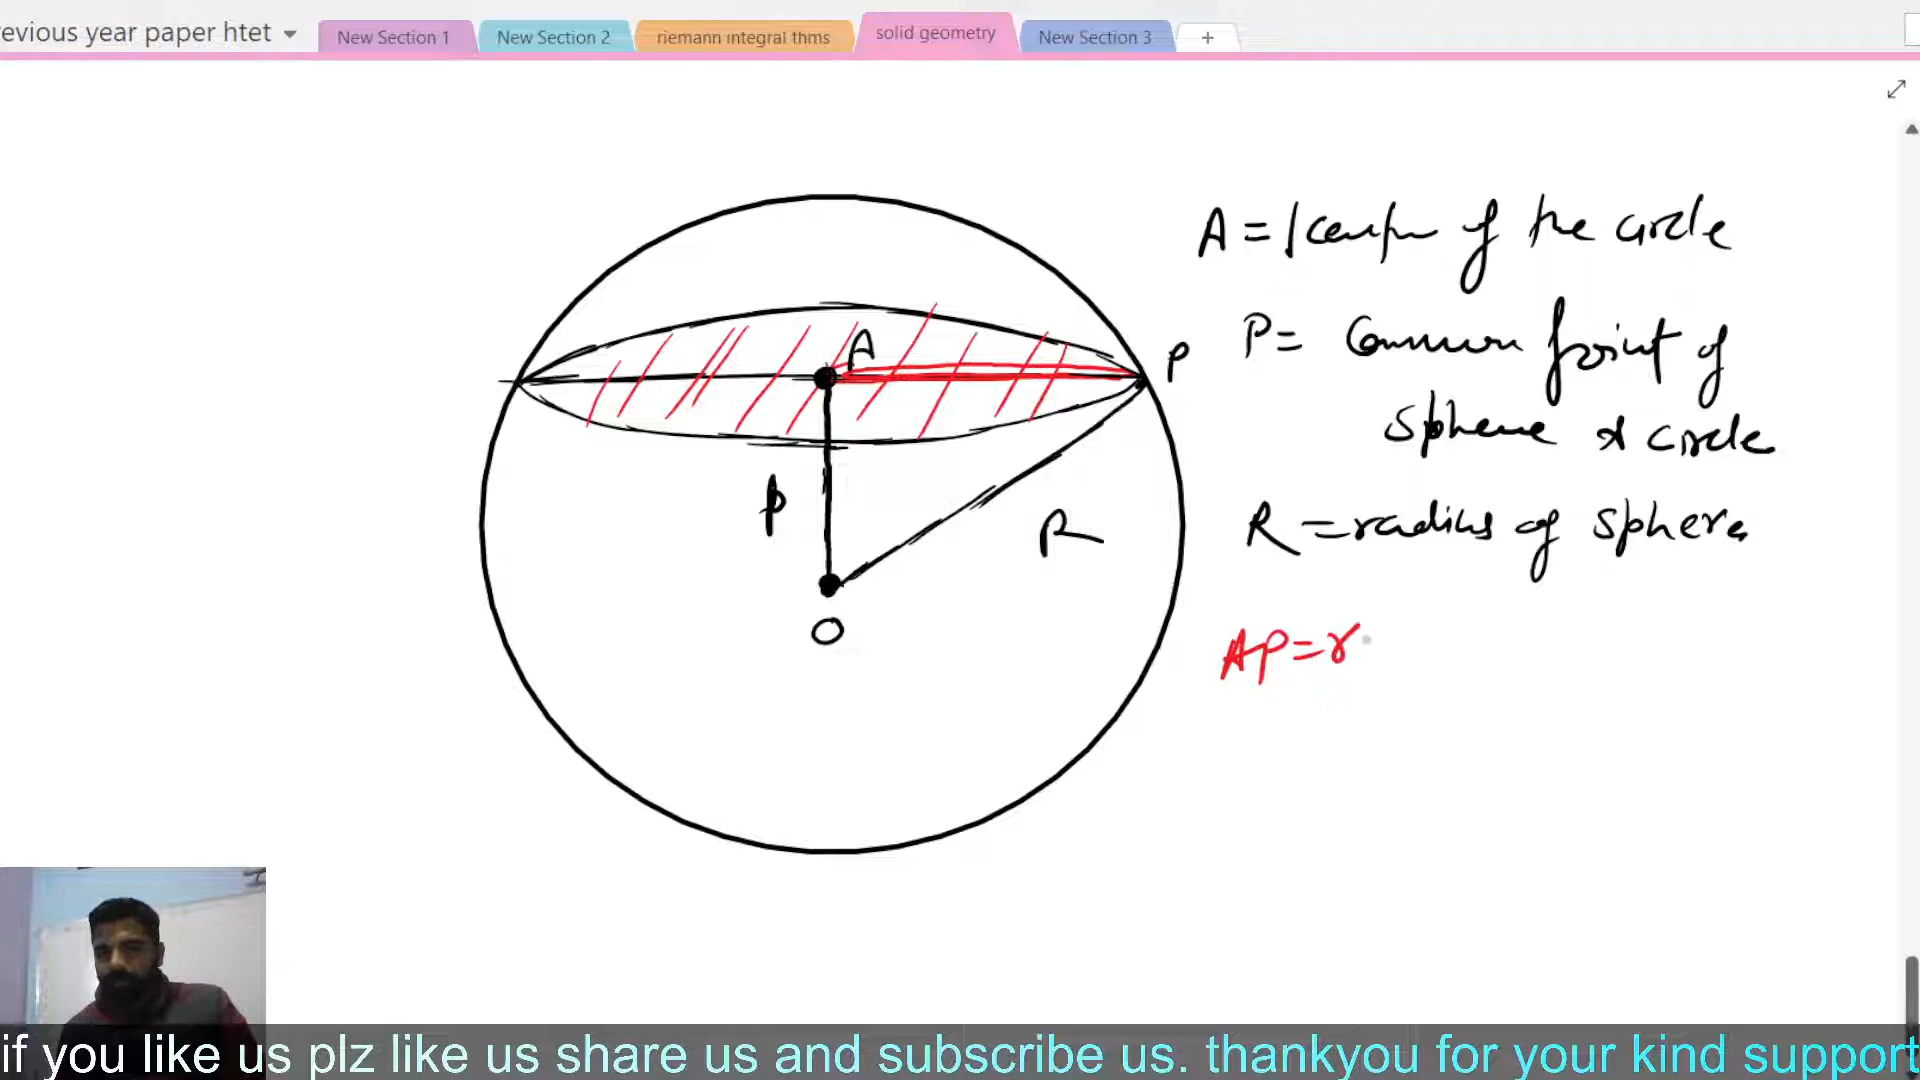 evious year paper htet
New Section 1
New Section 2
riemann integral thms
solid geometry
New Section 3
+
A = centre of the circle
P = Common point of
sphere & circle
R = radius of sphere
AP = r
A
P
p
R
O
if you like us plz like us share us and subscribe us. thankyou for your kind support